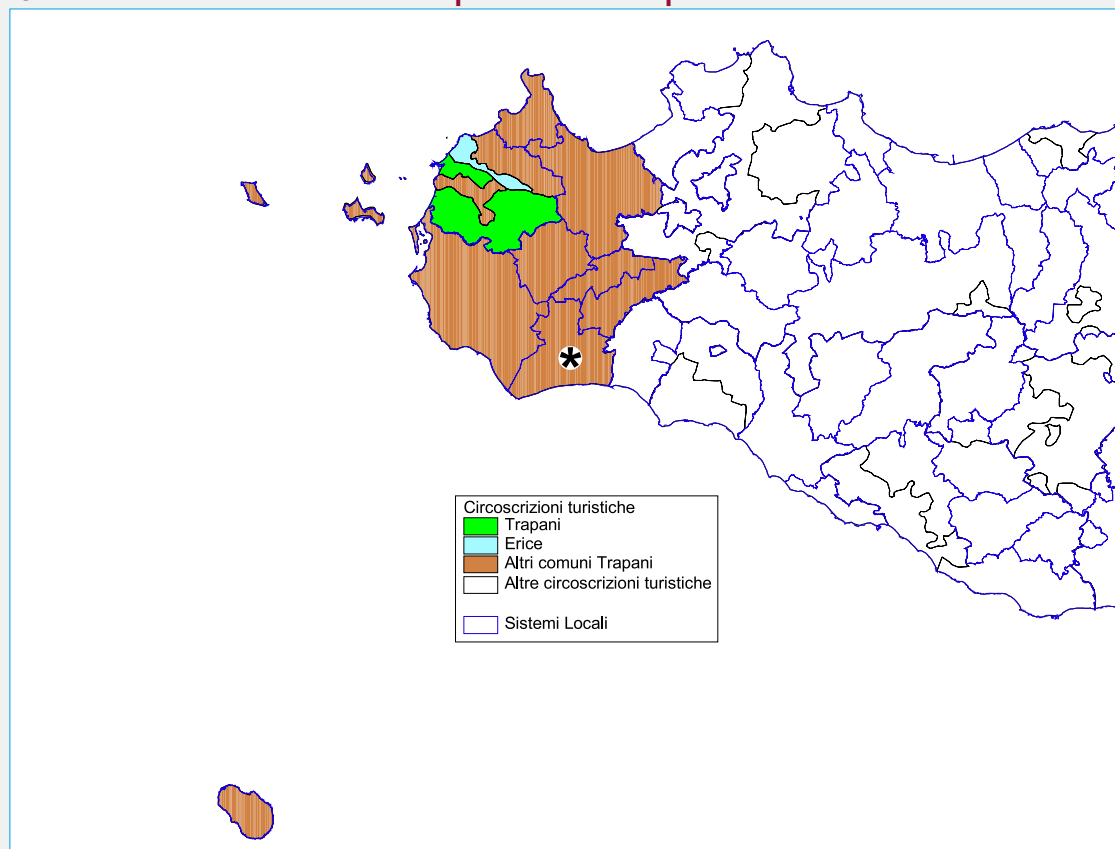 Circoscrizioni turistiche
Trapani
Erice
Altri comuni Trapani
Altre circoscrizioni turistiche
Sistemi Locali